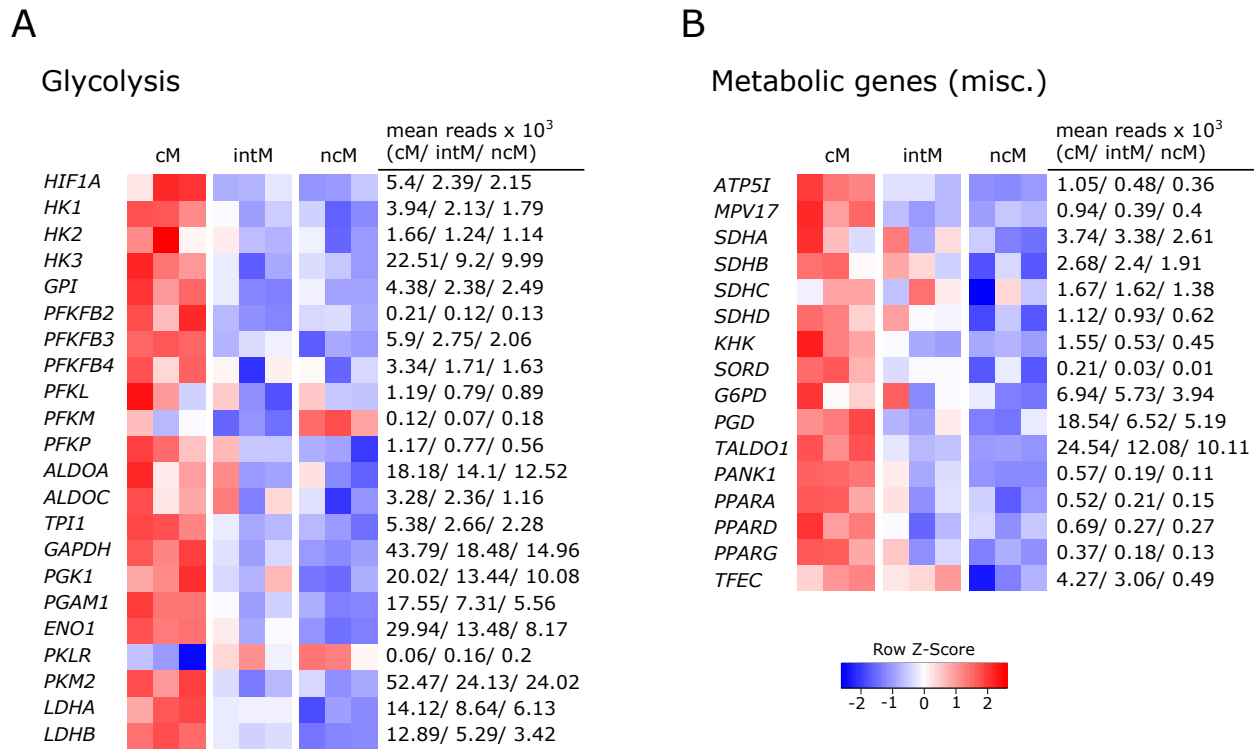 A
Glycolysis
mean reads x 10³
cM intM ncM (cM/ intM/ ncM)
HIF1A 5.4/ 2.39/ 2.15
HK1 3.94/ 2.13/ 1.79
HK2 1.66/ 1.24/ 1.14
HK3 22.51/ 9.2/ 9.99
GPI 4.38/ 2.38/ 2.49
PFKFB2 0.21/ 0.12/ 0.13
PFKFB3 5.9/ 2.75/ 2.06
PFKFB4 3.34/ 1.71/ 1.63
PFKL 1.19/ 0.79/ 0.89
PFKM 0.12/ 0.07/ 0.18
PFKP 1.17/ 0.77/ 0.56
ALDOA 18.18/ 14.1/ 12.52
ALDOC 3.28/ 2.36/ 1.16
TPI1 5.38/ 2.66/ 2.28
GAPDH 43.79/ 18.48/ 14.96
PGK1 20.02/ 13.44/ 10.08
PGAM1 17.55/ 7.31/ 5.56
ENO1 29.94/ 13.48/ 8.17
PKLR 0.06/ 0.16/ 0.2
PKM2 52.47/ 24.13/ 24.02
LDHA 14.12/ 8.64/ 6.13
LDHB 12.89/ 5.29/ 3.42
B
Metabolic genes (misc.)
mean reads x 10³
cM intM ncM (cM/ intM/ ncM)
ATP5I 1.05/ 0.48/ 0.36
MPV17 0.94/ 0.39/ 0.4
SDHA 3.74/ 3.38/ 2.61
SDHB 2.68/ 2.4/ 1.91
SDHC 1.67/ 1.62/ 1.38
SDHD 1.12/ 0.93/ 0.62
KHK 1.55/ 0.53/ 0.45
SORD 0.21/ 0.03/ 0.01
G6PD 6.94/ 5.73/ 3.94
PGD 18.54/ 6.52/ 5.19
TALDO1 24.54/ 12.08/ 10.11
PANK1 0.57/ 0.19/ 0.11
PPARA 0.52/ 0.21/ 0.15
PPARD 0.69/ 0.27/ 0.27
PPARG 0.37/ 0.18/ 0.13
TFEC 4.27/ 3.06/ 0.49
Row Z-Score
-2 -1 0 1 2